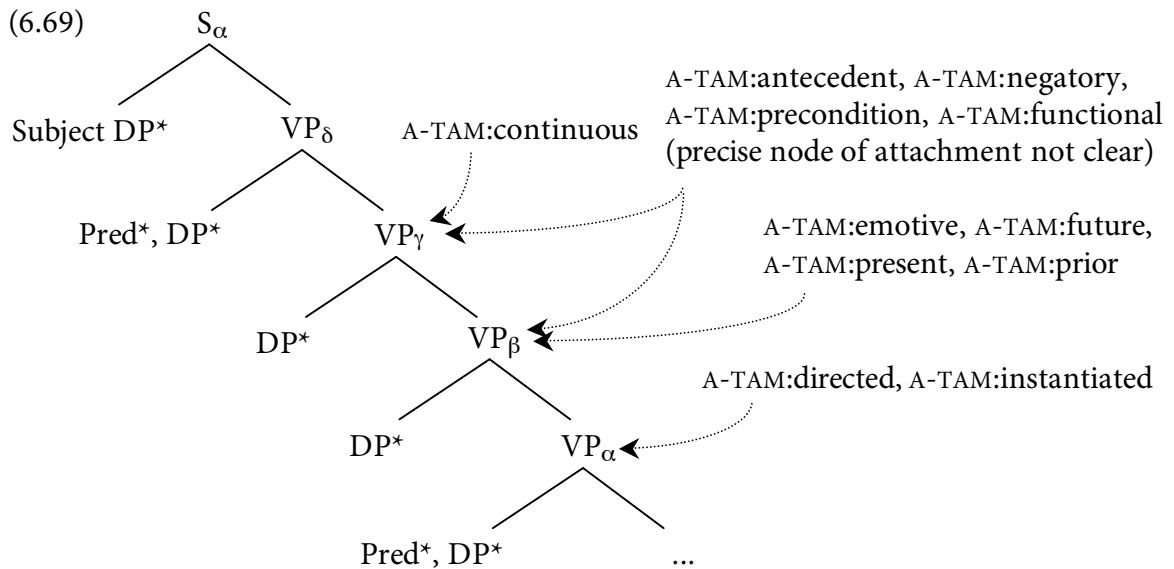 (6.69)
Sα
A-TAM:antecedent, A-TAM:negatory,
A-TAM:precondition, A-TAM:functional
(precise node of attachment not clear)
Subject DP*
VPδ
A-TAM:continuous
Pred*, DP*
VPγ
A-TAM:emotive, A-TAM:future,
A-TAM:present, A-TAM:prior
DP*
VPβ
A-TAM:directed, A-TAM:instantiated
DP*
VPα
Pred*, DP*
...